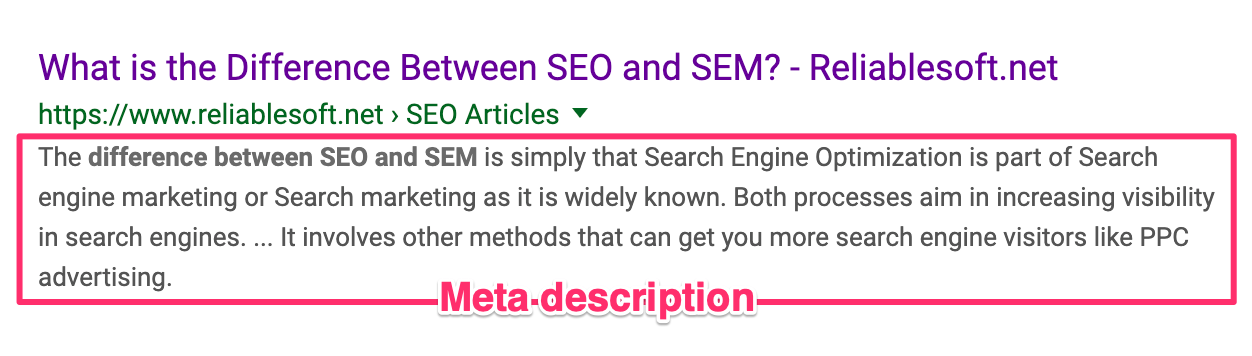 What is the Difference Between SEO and SEM? - Reliablesoft.net
https://www.reliablesoft.net › SEO Articles
The difference between SEO and SEM is simply that Search Engine Optimization is part of Search
engine marketing or Search marketing as it is widely known. Both processes aim in increasing visibility
in search engines. ... It involves other methods that can get you more search engine visitors like PPC
advertising.
Meta description